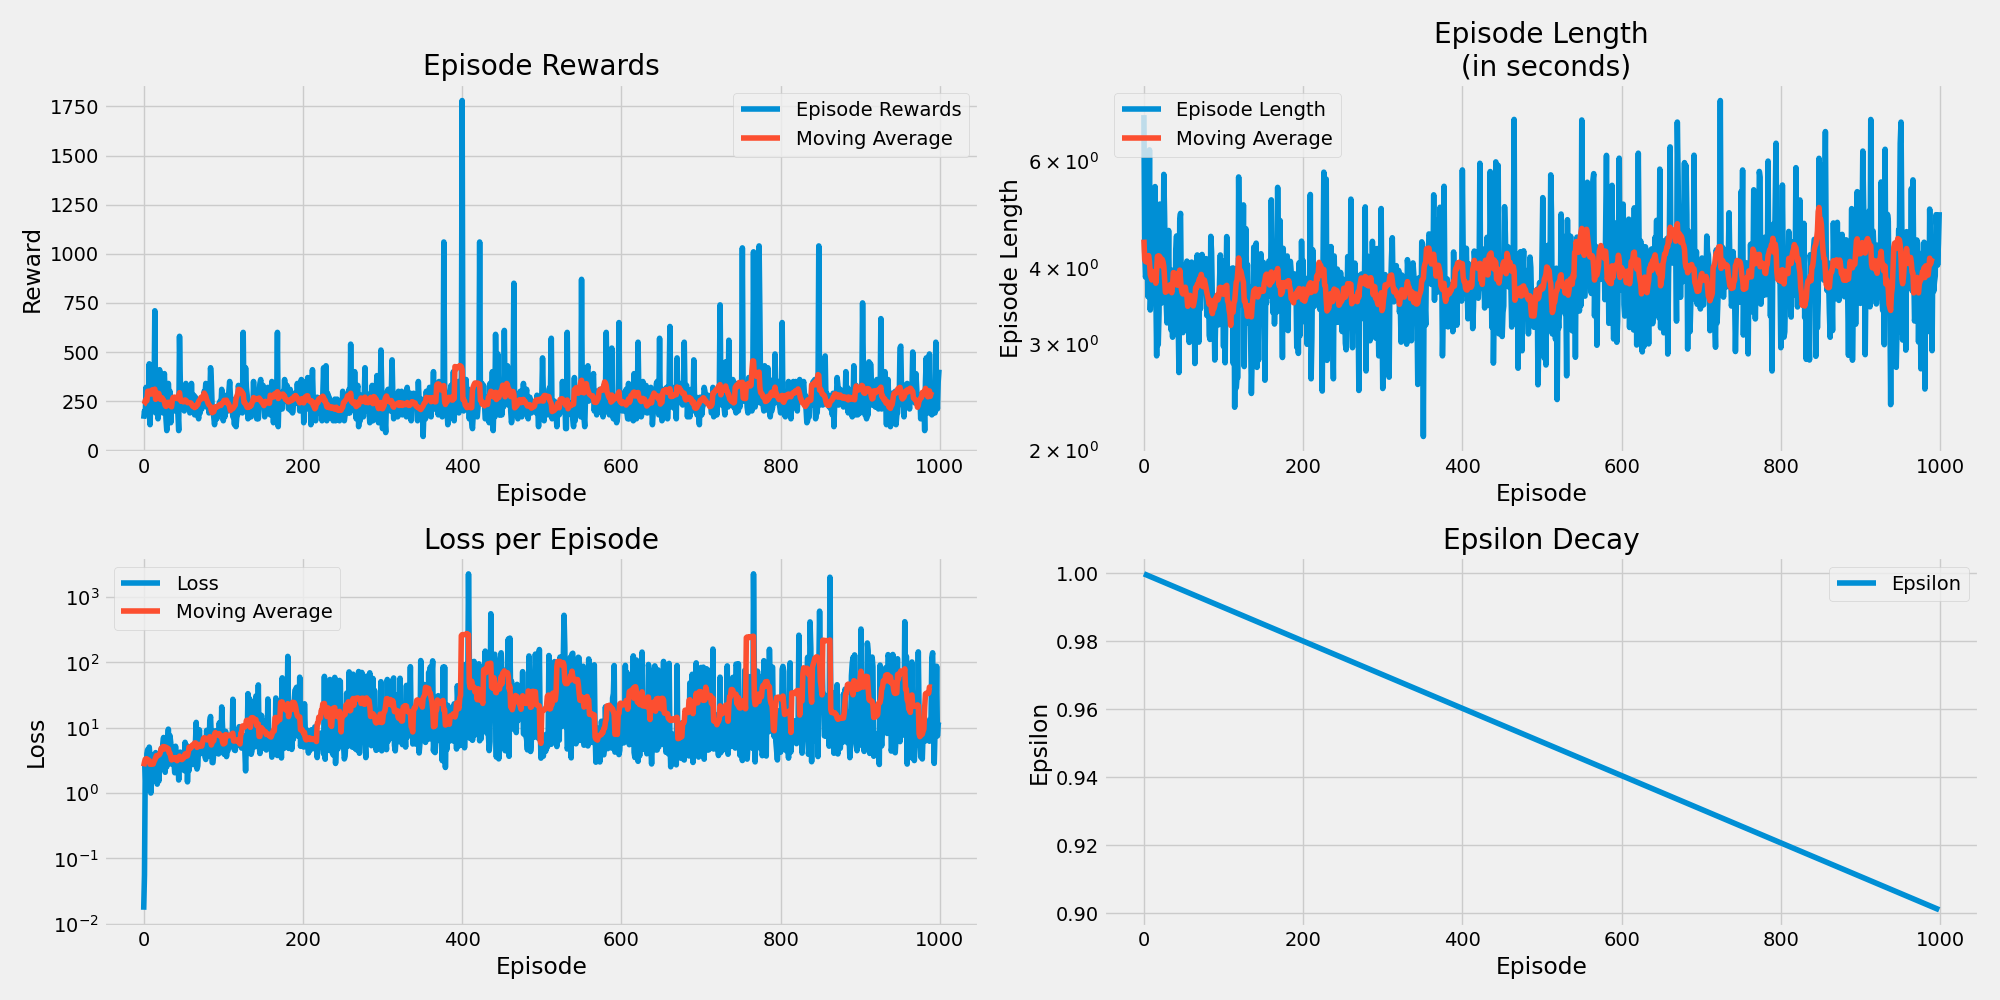 Episode Rewards
1750
1500
1250
1000
750
500
250
0
Reward
Episode Rewards
Moving Average
0 200 400 600 800 1000
Episode
Episode Length
(in seconds)
6 × 10⁰
4 × 10⁰
3 × 10⁰
2 × 10⁰
Episode Length
Episode Length
Moving Average
0 200 400 600 800 1000
Episode
Loss per Episode
10³
10²
10¹
10⁰
10⁻¹
10⁻²
Loss
Loss
Moving Average
0 200 400 600 800 1000
Episode
Epsilon Decay
1.00
0.98
0.96
0.94
0.92
0.90
Epsilon
Epsilon
0 200 400 600 800 1000
Episode